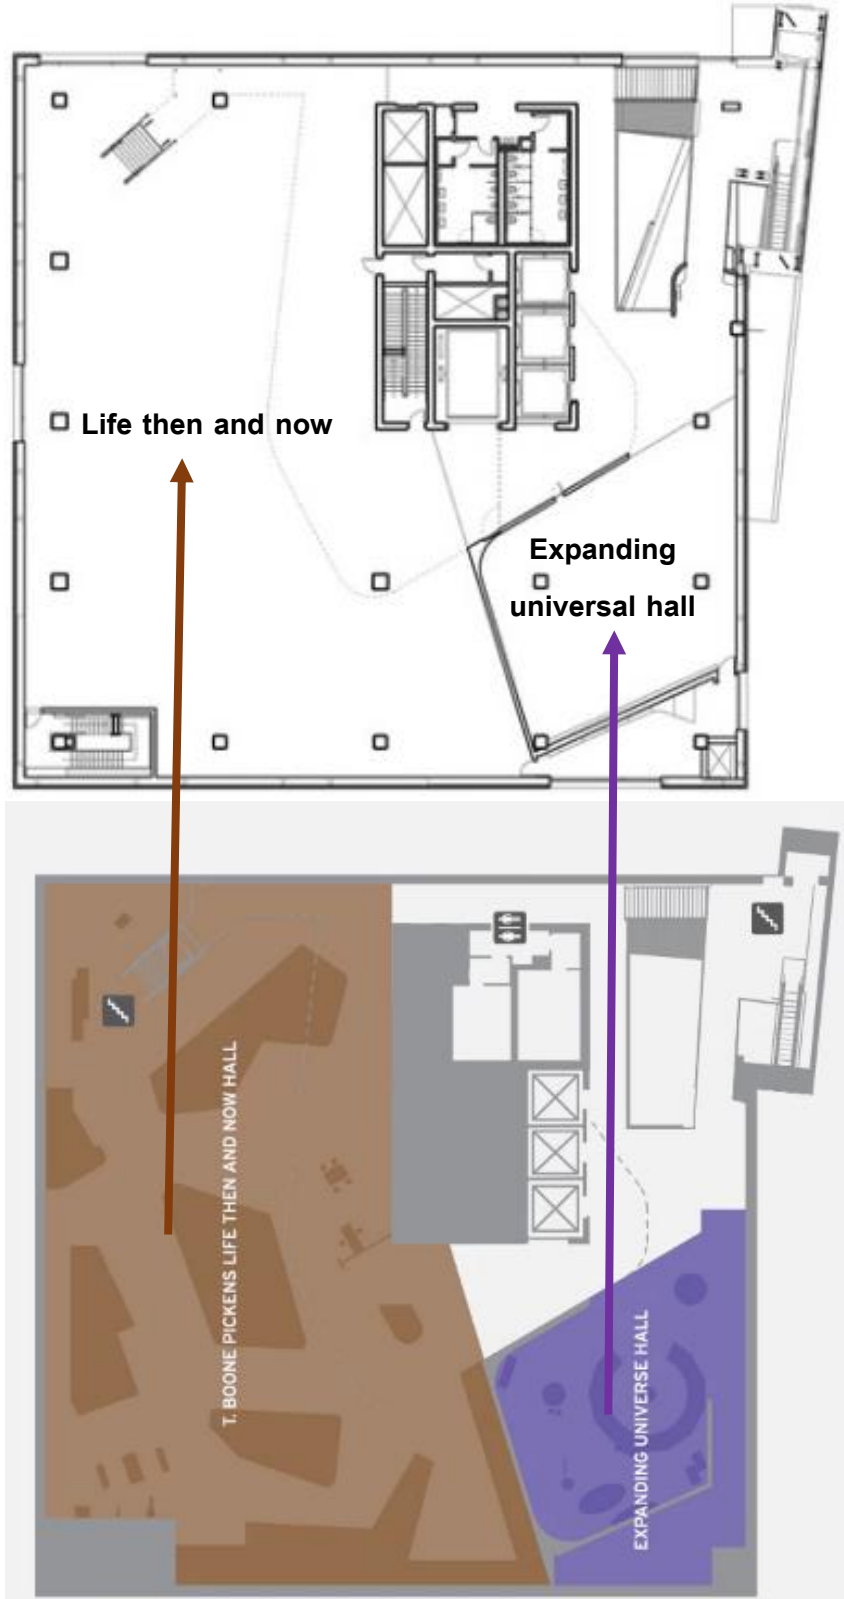 Life then and now
Expanding
universal hall
T. BOONE PICKENS LIFE THEN AND NOW HALL
EXPANDING UNIVERSE HALL